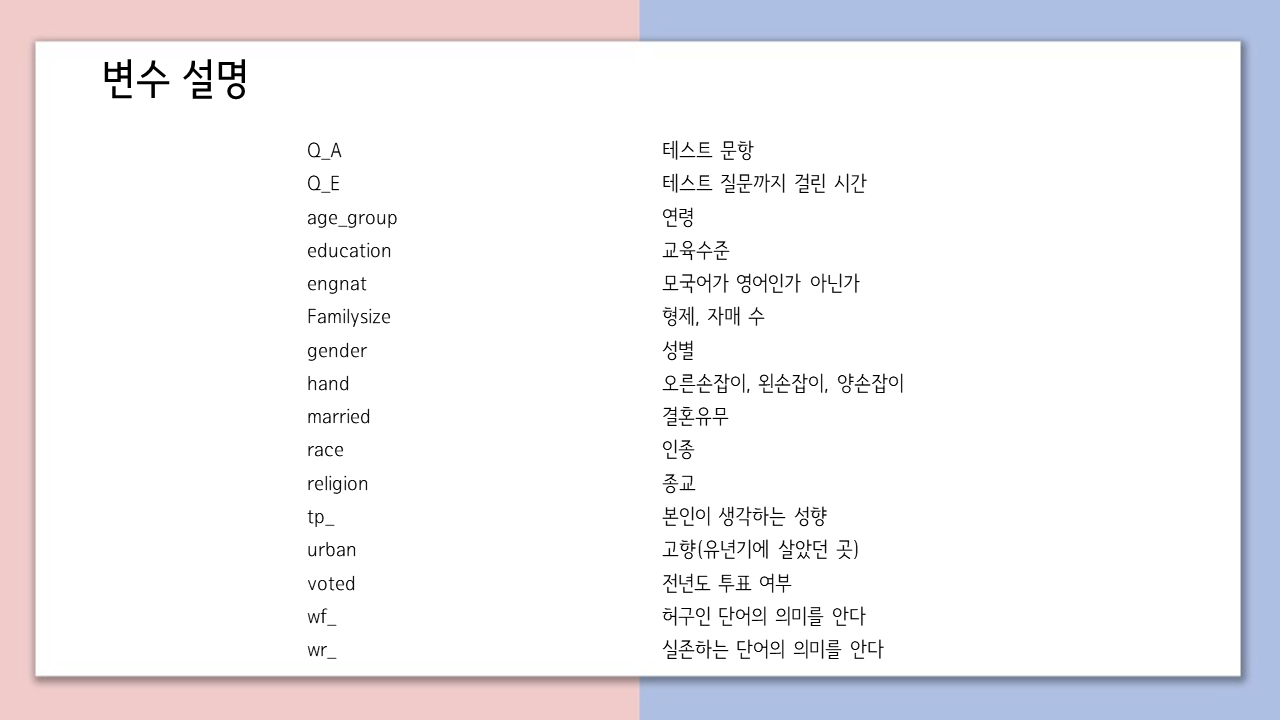 변수 설명
Q_A 테스트 문항
Q_E 테스트 질문까지 걸린 시간
age_group 연령
education 교육수준
engnat 모국어가 영어인가 아닌가
Familysize 형제, 자매 수
gender 성별
hand 오른손잡이, 왼손잡이, 양손잡이
married 결혼유무
race 인종
religion 종교
tp_ 본인이 생각하는 성향
urban 고향(유년기에 살았던 곳)
voted 전년도 투표 여부
wf_ 허구인 단어의 의미를 안다
wr_ 실존하는 단어의 의미를 안다